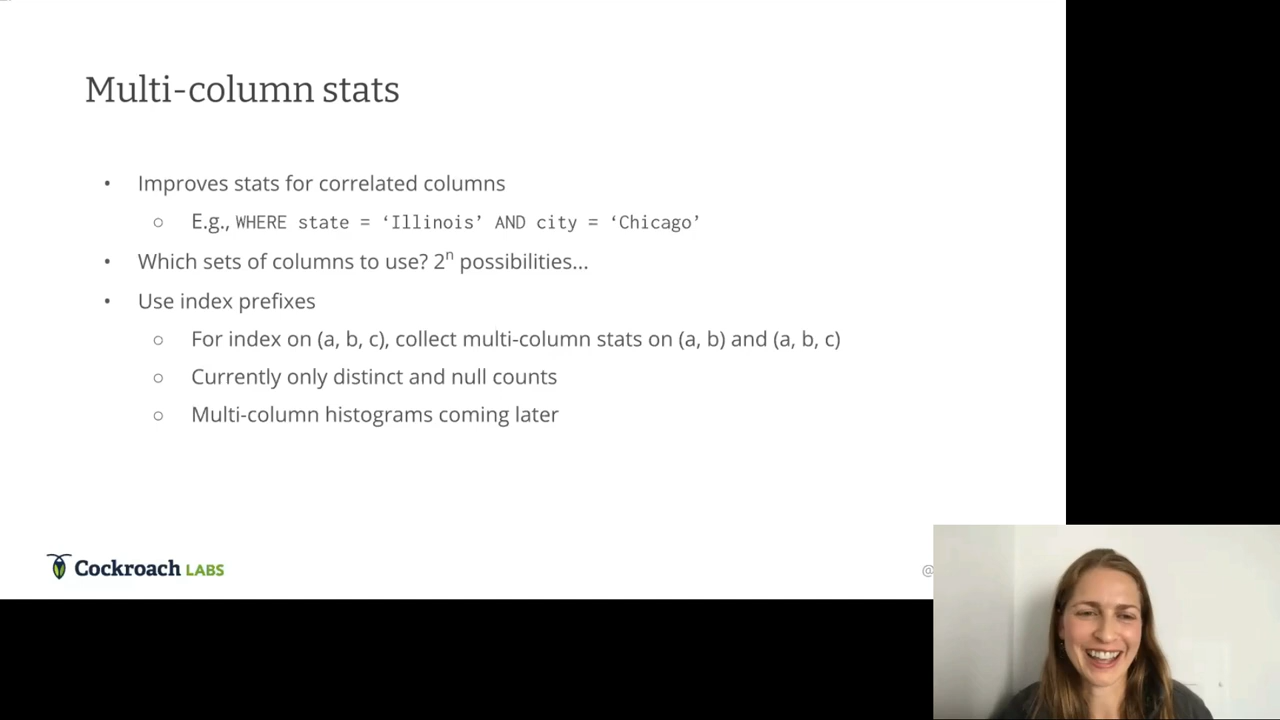 Multi-column stats
• Improves stats for correlated columns
○ E.g., WHERE state = ‘Illinois’ AND city = ‘Chicago’
• Which sets of columns to use? 2ⁿ possibilities...
• Use index prefixes
○ For index on (a, b, c), collect multi-column stats on (a, b) and (a, b, c)
○ Currently only distinct and null counts
○ Multi-column histograms coming later
Cockroach LABS
@